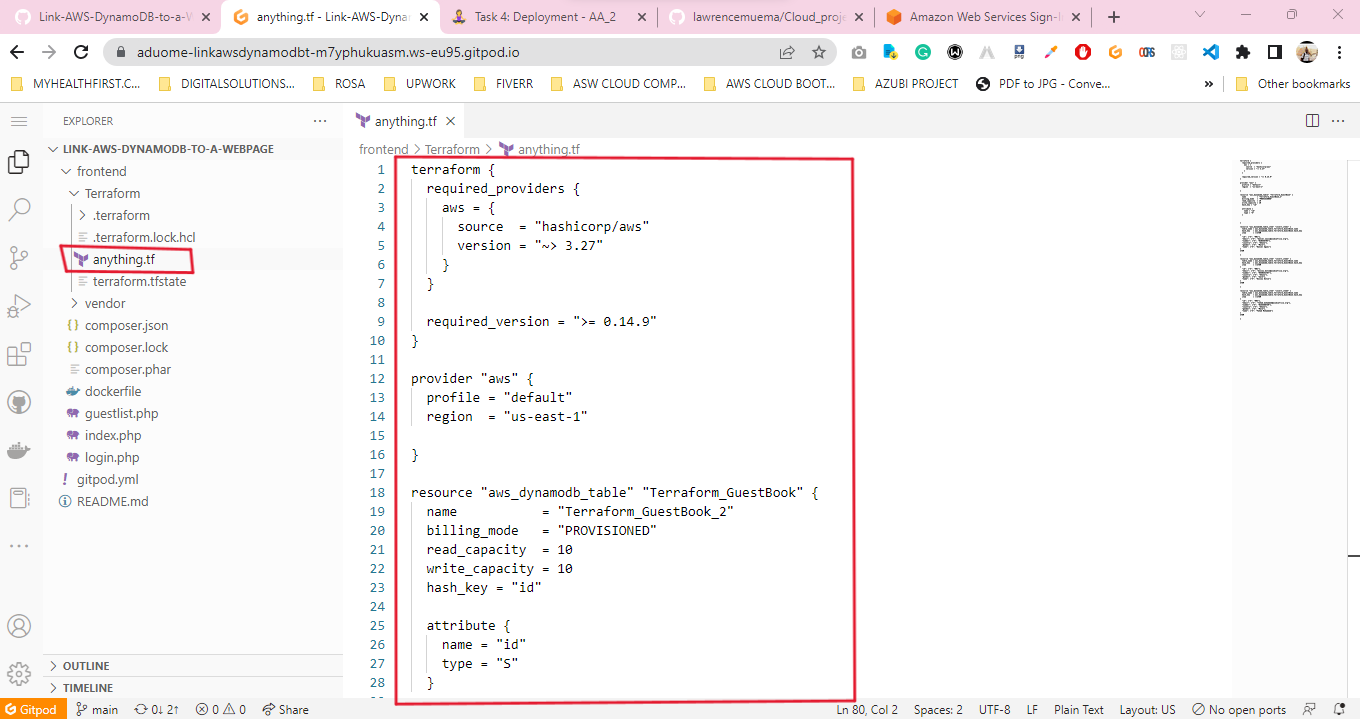 Link-AWS-DynamoDB-to-a-W
anything.tf - Link-AWS-Dynar
Task 4: Deployment - AA_2
lawrencemuema/Cloud_proje
Amazon Web Services Sign-I
aduome-linkawsdynamodbt-m7yphukuasm.ws-eu95.gitpod.io
MYHEALTHFIRST.C...
DIGITALSOLUTIONS...
ROSA
UPWORK
FIVERR
ASW CLOUD COMP...
AWS CLOUD BOOT...
AZUBI PROJECT
PDF to JPG - Conve...
»
Other bookmarks
EXPLORER
LINK-AWS-DYNAMODB-TO-A-WEBPAGE
frontend
Terraform
.terraform
.terraform.lock.hcl
anything.tf
terraform.tfstate
vendor
composer.json
composer.lock
composer.phar
dockerfile
guestlist.php
index.php
login.php
gitpod.yml
README.md
OUTLINE
TIMELINE
anything.tf
frontend > Terraform > anything.tf
1 terraform {
2 required_providers {
3 aws = {
4 source = "hashicorp/aws"
5 version = "~> 3.27"
6 }
7 }
8
9 required_version = ">= 0.14.9"
10 }
11
12 provider "aws" {
13 profile = "default"
14 region = "us-east-1"
15
16 }
17
18 resource "aws_dynamodb_table" "Terraform_GuestBook" {
19 name = "Terraform_GuestBook_2"
20 billing_mode = "PROVISIONED"
21 read_capacity = 10
22 write_capacity = 10
23 hash_key = "id"
24
25 attribute {
26 name = "id"
27 type = "S"
28 }
Gitpod
main
0↓ 2↑
0
0
Share
Ln 80, Col 2
Spaces: 2
UTF-8
LF
Plain Text
Layout: US
No open ports